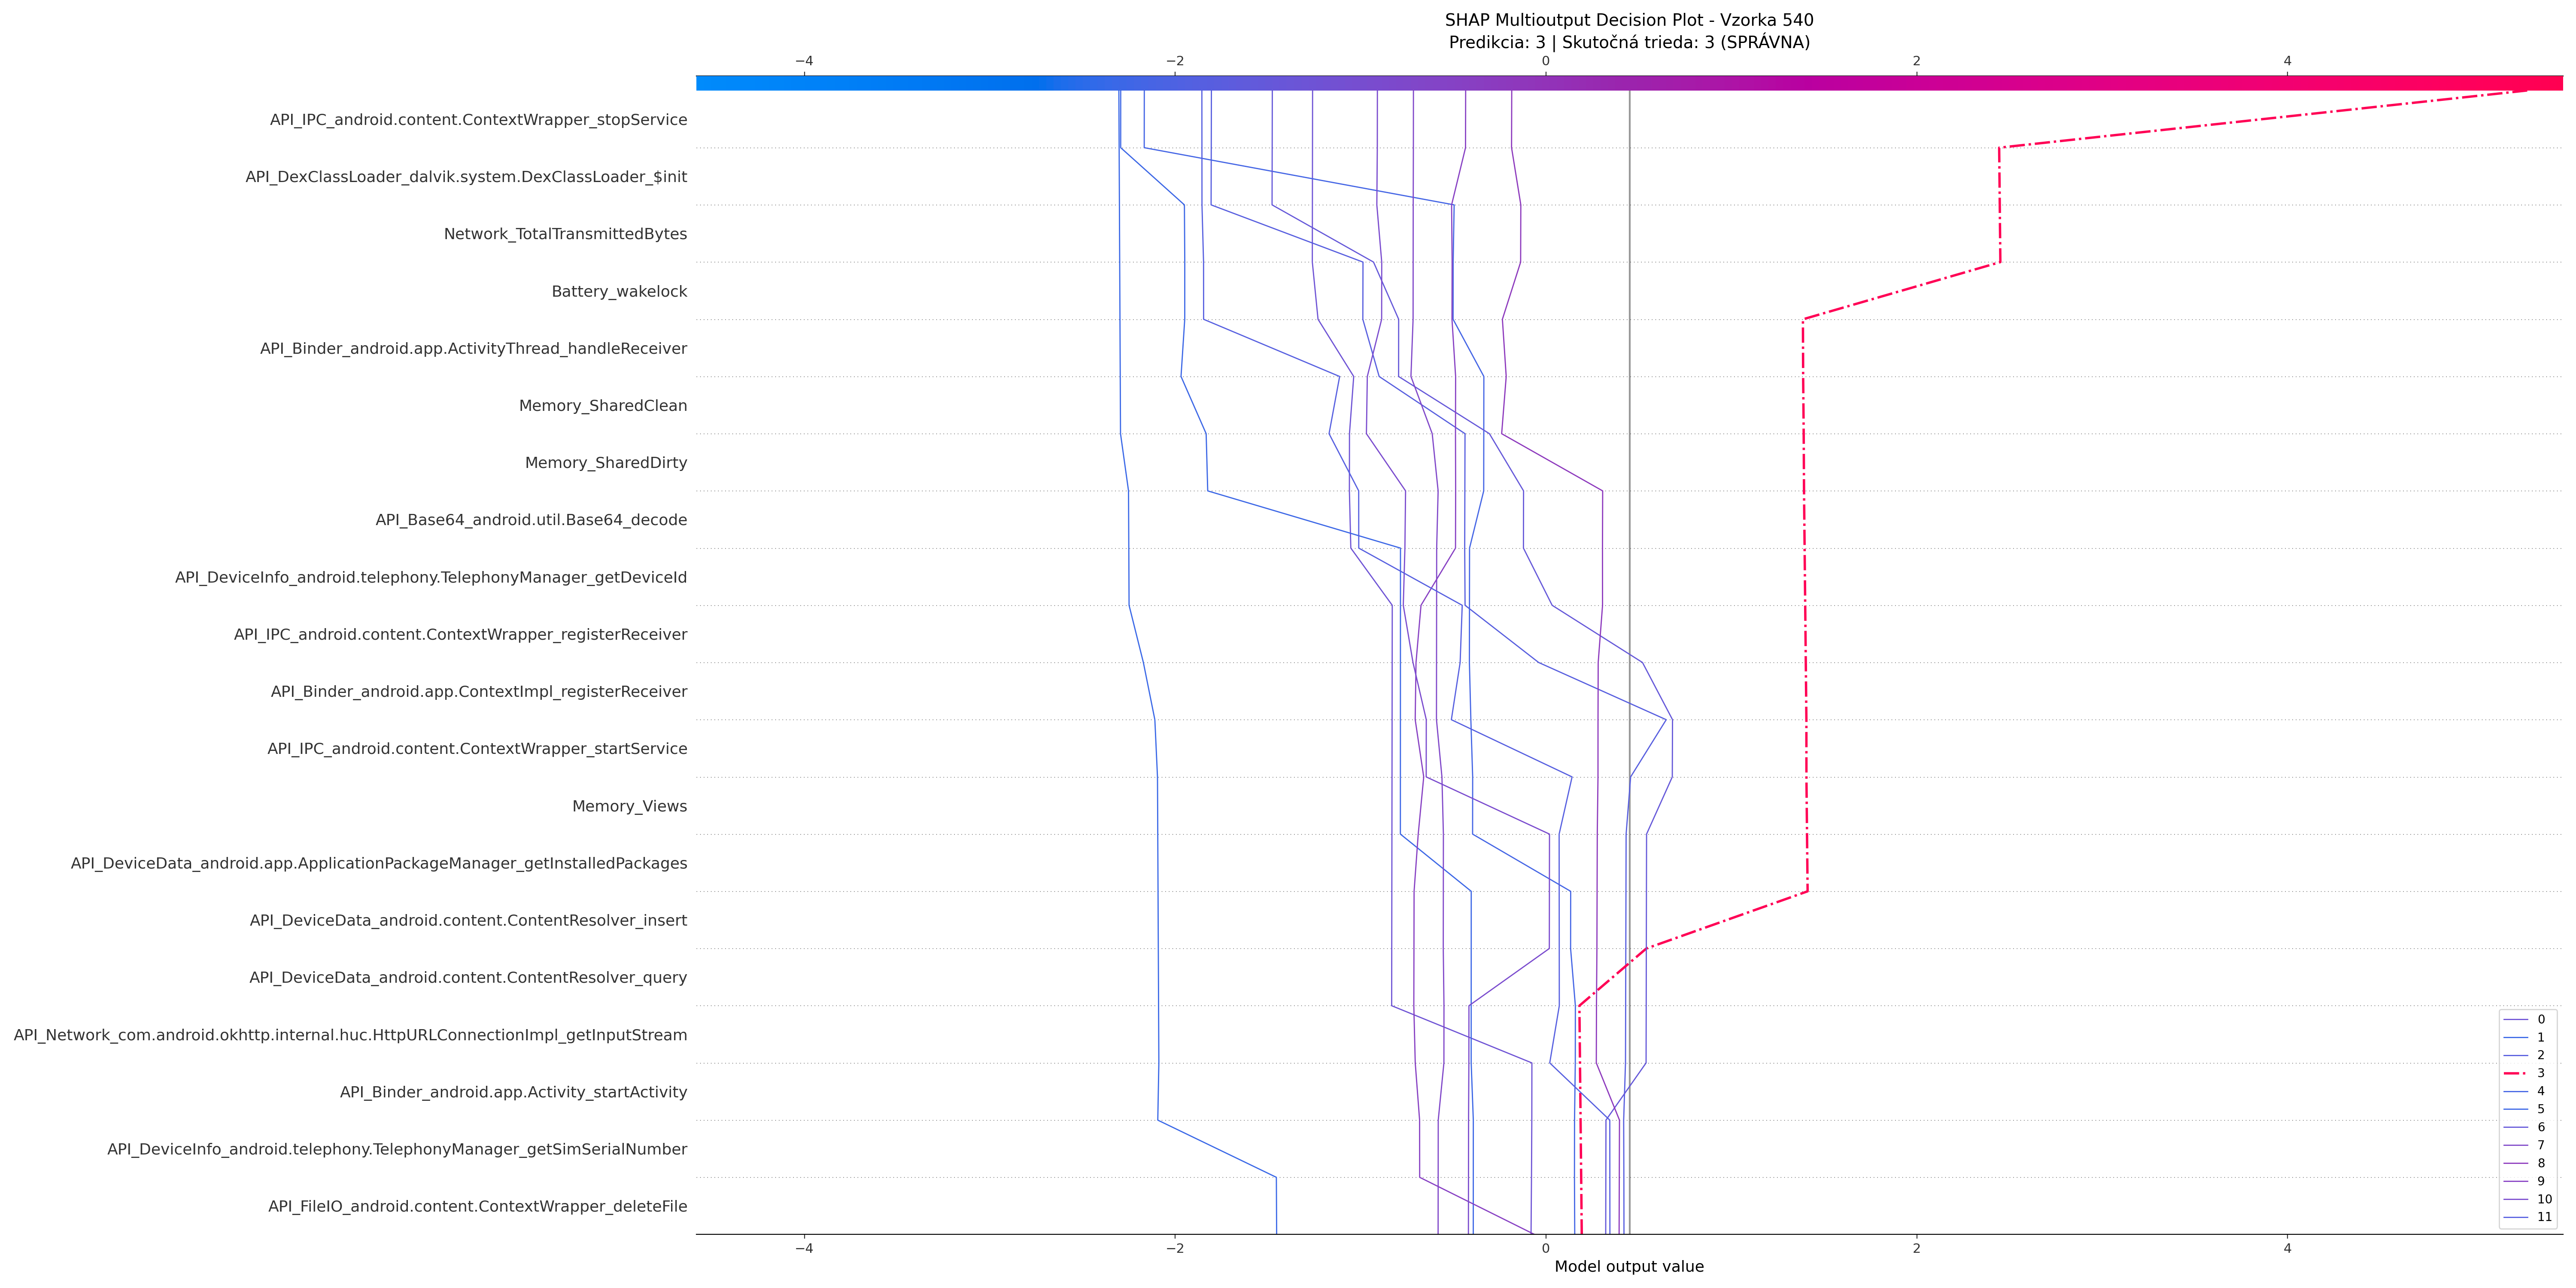 SHAP Multioutput Decision Plot - Vzorka 540
Predikcia: 3 | Skutočná trieda: 3 (SPRÁVNA)
−4 −2 0 2 4
API_IPC_android.content.ContextWrapper_stopService
API_DexClassLoader_dalvik.system.DexClassLoader_$init
Network_TotalTransmittedBytes
Battery_wakelock
API_Binder_android.app.ActivityThread_handleReceiver
Memory_SharedClean
Memory_SharedDirty
API_Base64_android.util.Base64_decode
API_DeviceInfo_android.telephony.TelephonyManager_getDeviceId
API_IPC_android.content.ContextWrapper_registerReceiver
API_Binder_android.app.ContextImpl_registerReceiver
API_IPC_android.content.ContextWrapper_startService
Memory_Views
API_DeviceData_android.app.ApplicationPackageManager_getInstalledPackages
API_DeviceData_android.content.ContentResolver_insert
API_DeviceData_android.content.ContentResolver_query
API_Network_com.android.okhttp.internal.huc.HttpURLConnectionImpl_getInputStream
API_Binder_android.app.Activity_startActivity
API_DeviceInfo_android.telephony.TelephonyManager_getSimSerialNumber
API_FileIO_android.content.ContextWrapper_deleteFile
0
1
2
3
4
5
6
7
8
9
10
11
−4 −2 0 2 4
Model output value